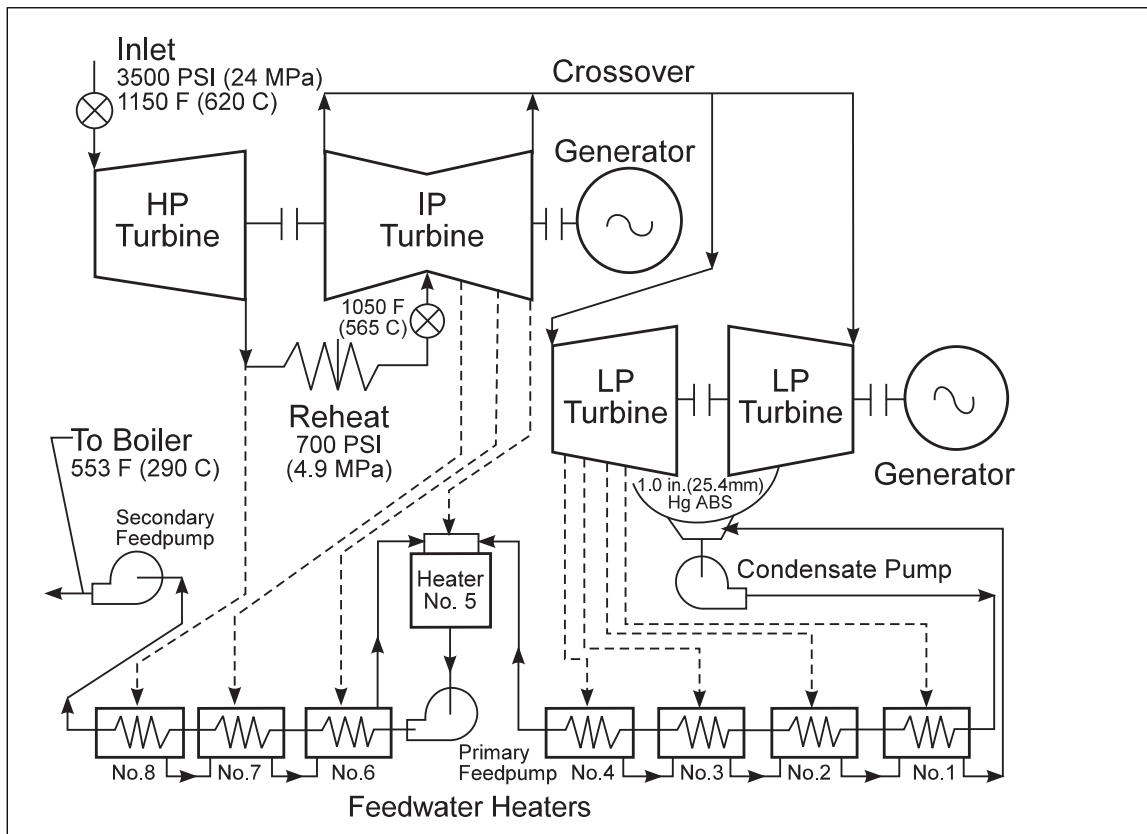 Inlet
3500 PSI (24 MPa)
1150 F (620 C)
Crossover
HP
Turbine
IP
Turbine
Generator
1050 F
(565 C)
Reheat
700 PSI
(4.9 MPa)
LP
Turbine
LP
Turbine
Generator
1.0 in.(25.4mm)
Hg ABS
To Boiler
553 F (290 C)
Secondary
Feedpump
Heater
No. 5
Condensate Pump
Primary
Feedpump
No.8
No.7
No.6
No.4
No.3
No.2
No.1
Feedwater Heaters